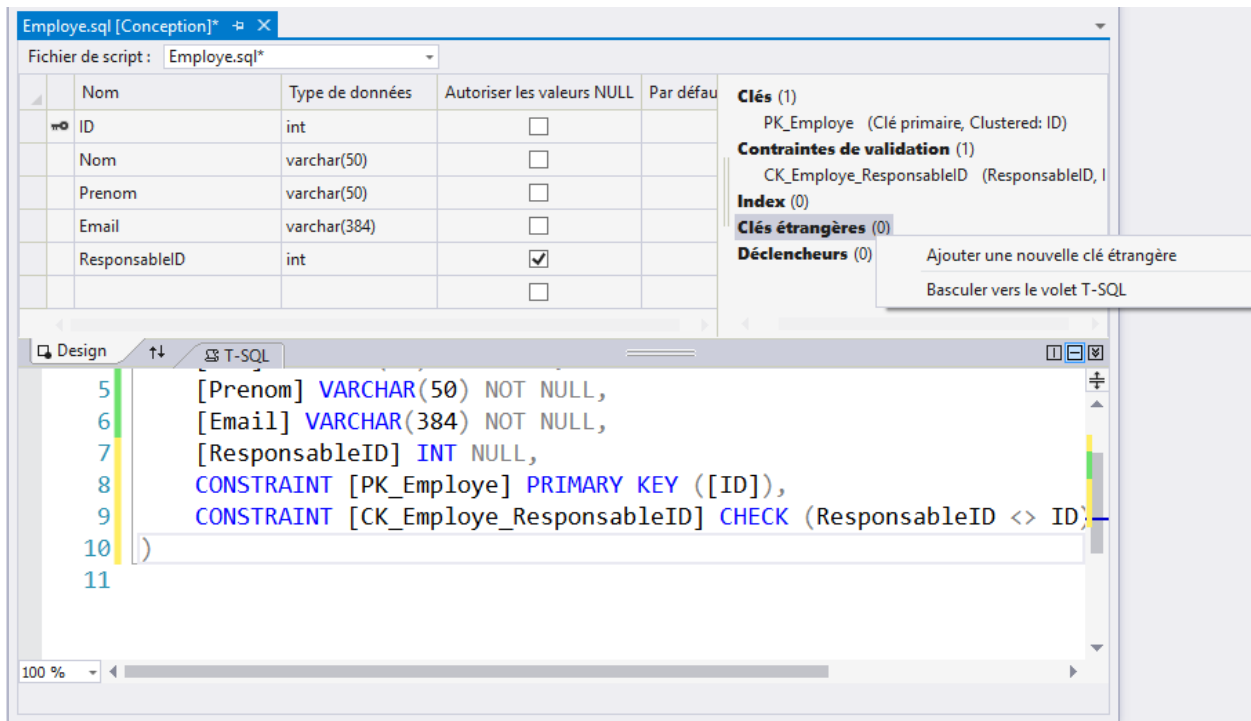 Employe.sql [Conception]*
Fichier de script : Employe.sql*
Nom Type de données Autoriser les valeurs NULL Par défau
ID int
Nom varchar(50)
Prenom varchar(50)
Email varchar(384)
ResponsableID int
Clés (1)
PK_Employe (Clé primaire, Clustered: ID)
Contraintes de validation (1)
CK_Employe_ResponsableID (ResponsableID, I
Index (0)
Clés étrangères (0)
Déclencheurs (0)
Ajouter une nouvelle clé étrangère
Basculer vers le volet T-SQL
Design T-SQL
5 [Prenom] VARCHAR(50) NOT NULL,
6 [Email] VARCHAR(384) NOT NULL,
7 [ResponsableID] INT NULL,
8 CONSTRAINT [PK_Employe] PRIMARY KEY ([ID]),
9 CONSTRAINT [CK_Employe_ResponsableID] CHECK (ResponsableID <> ID)
10 )
11
100 %